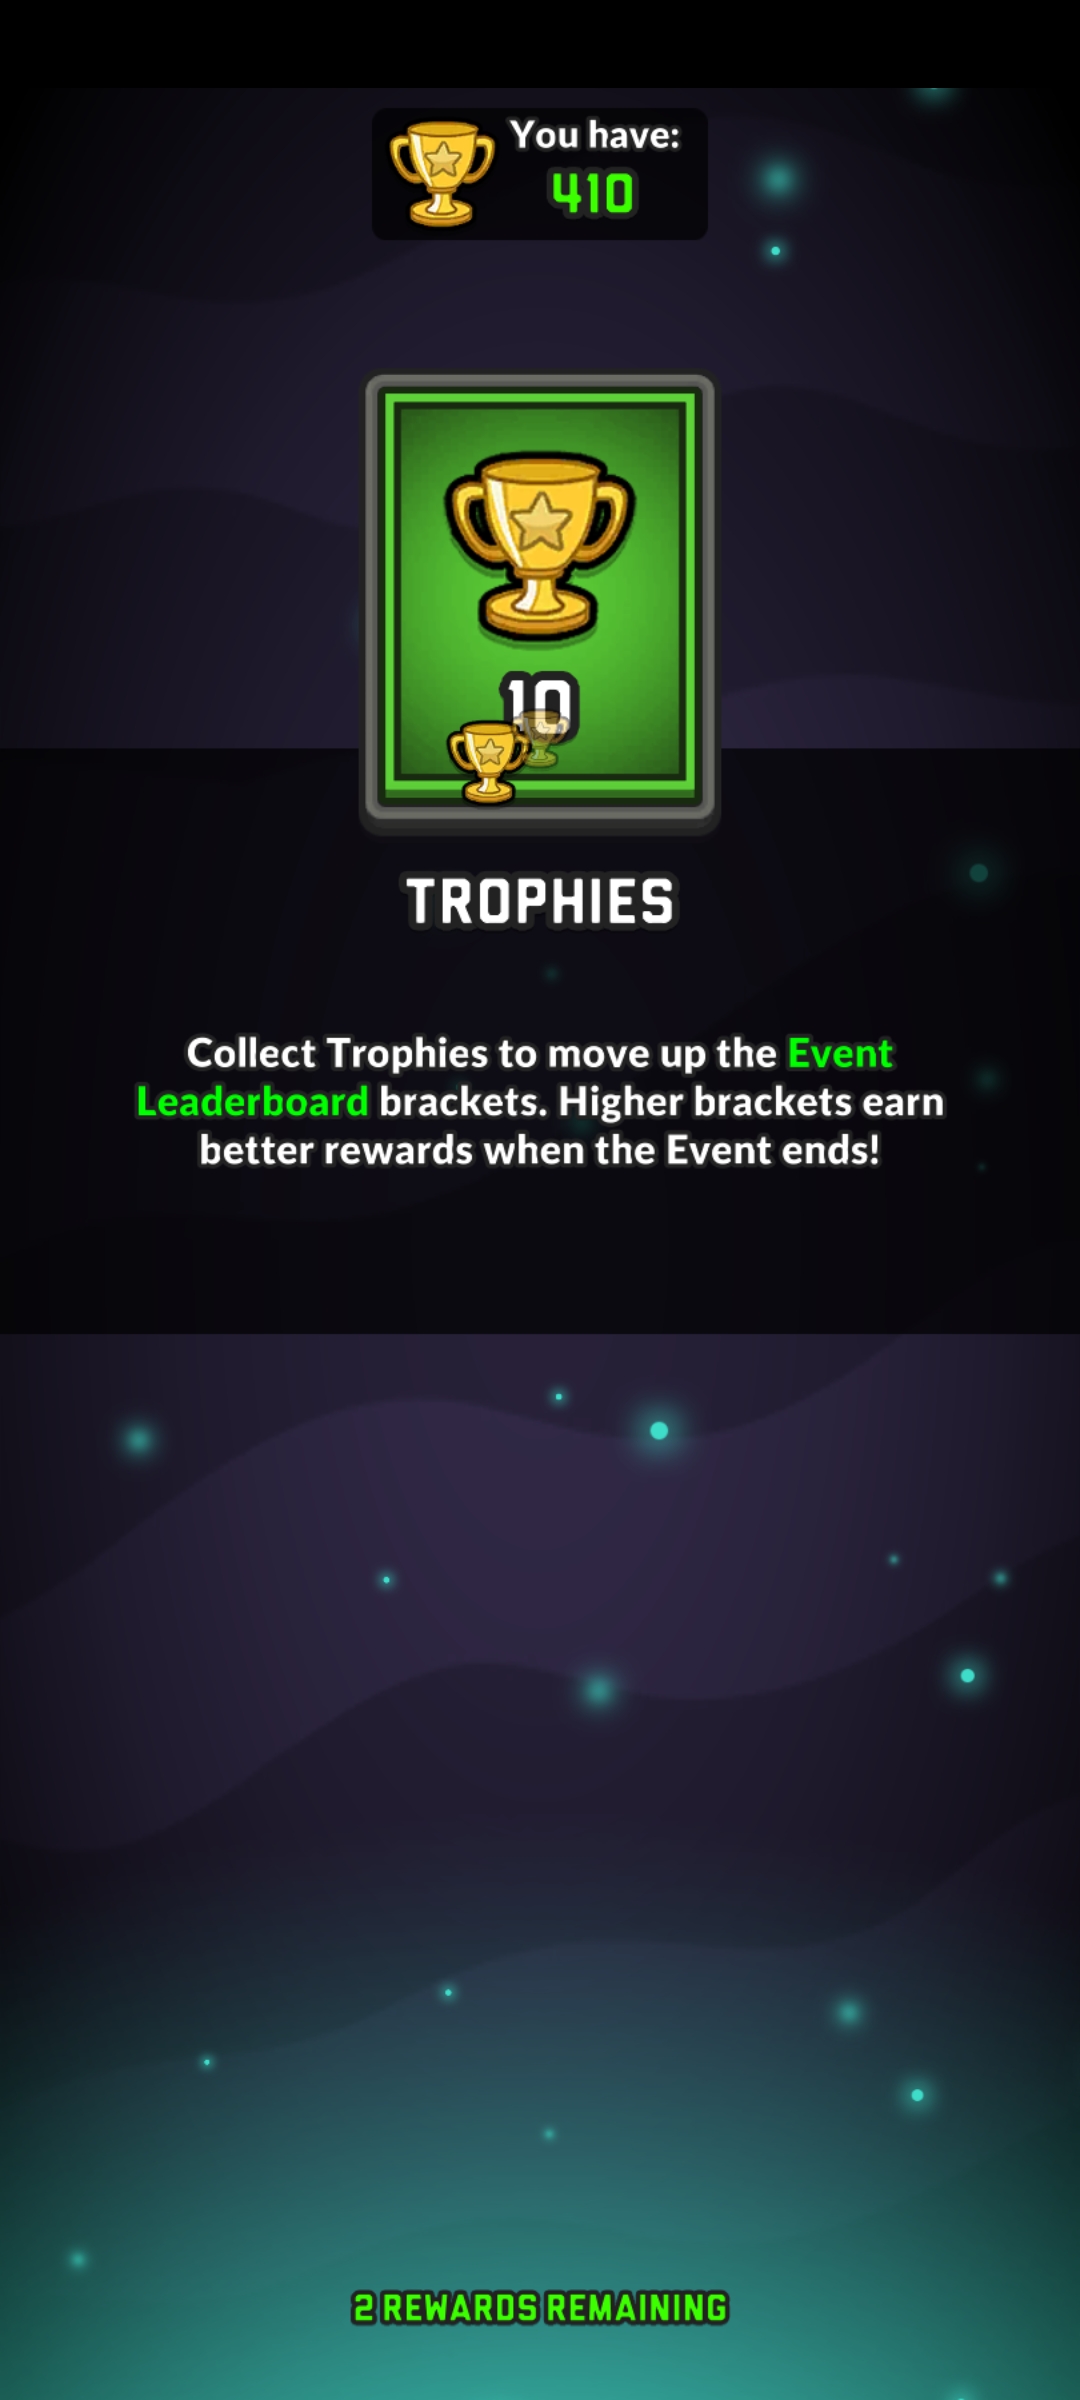 You have:
410
10
TROPHIES
Collect Trophies to move up the Event
Leaderboard brackets. Higher brackets earn
better rewards when the Event ends!
2 REWARDS REMAINING